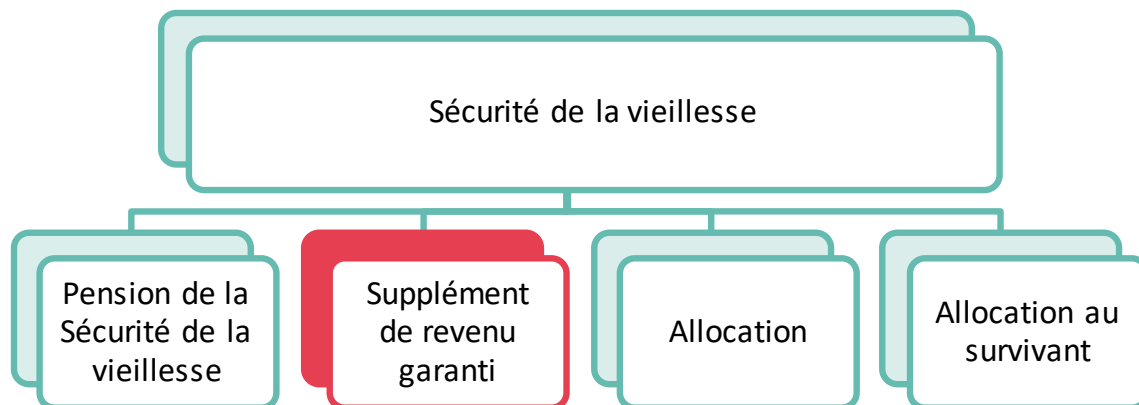 Sécurité de la vieillesse
Pension de la
Sécurité de la
vieillesse
Supplément
de revenu
garanti
Allocation
Allocation au
survivant